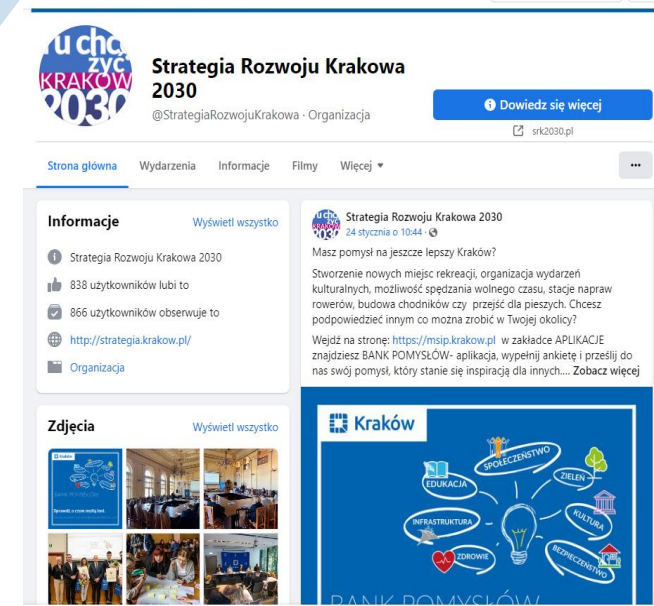 ruchć
żyć
KRAKÓW
2030
Strategia Rozwoju Krakowa
2030
@StrategiaRozwojuKrakowa · Organizacja
Dowiedz się więcej
srk2030.pl
Strona główna Wydarzenia Informacje Filmy Więcej
Informacje Wyświetl wszystko
Strategia Rozwoju Krakowa 2030
838 użytkowników lubi to
866 użytkowników obserwuje to
http://strategia.krakow.pl/
Organizacja
Zdjęcia Wyświetl wszystko
Strategia Rozwoju Krakowa 2030
24 stycznia o 10:44 ·
Masz pomysł na jeszcze lepszy Kraków?
Stworzenie nowych miejsc rekreacji, organizacja wydarzeń
kulturalnych, możliwość spędzania wolnego czasu, stacje napraw
rowerów, budowa chodników czy przejść dla pieszych. Chcesz
podpowiedzieć innym co można zrobić w Twojej okolicy?
Wejdź na stronę: https://msip.krakow.pl w zakładce APLIKACJE
znajdziesz BANK POMYSŁÓW- aplikacja, wypełnij ankietę i prześlij do
nas swój pomysł, który stanie się inspiracją dla innych.... Zobacz więcej
Kraków
SPOŁECZEŃSTWO
EDUKACJA
ZIELEŃ
INFRASTRUKTURA
KULTURA
ZDROWIE
BEZPIECZEŃSTWO
BANK POMYSŁÓW